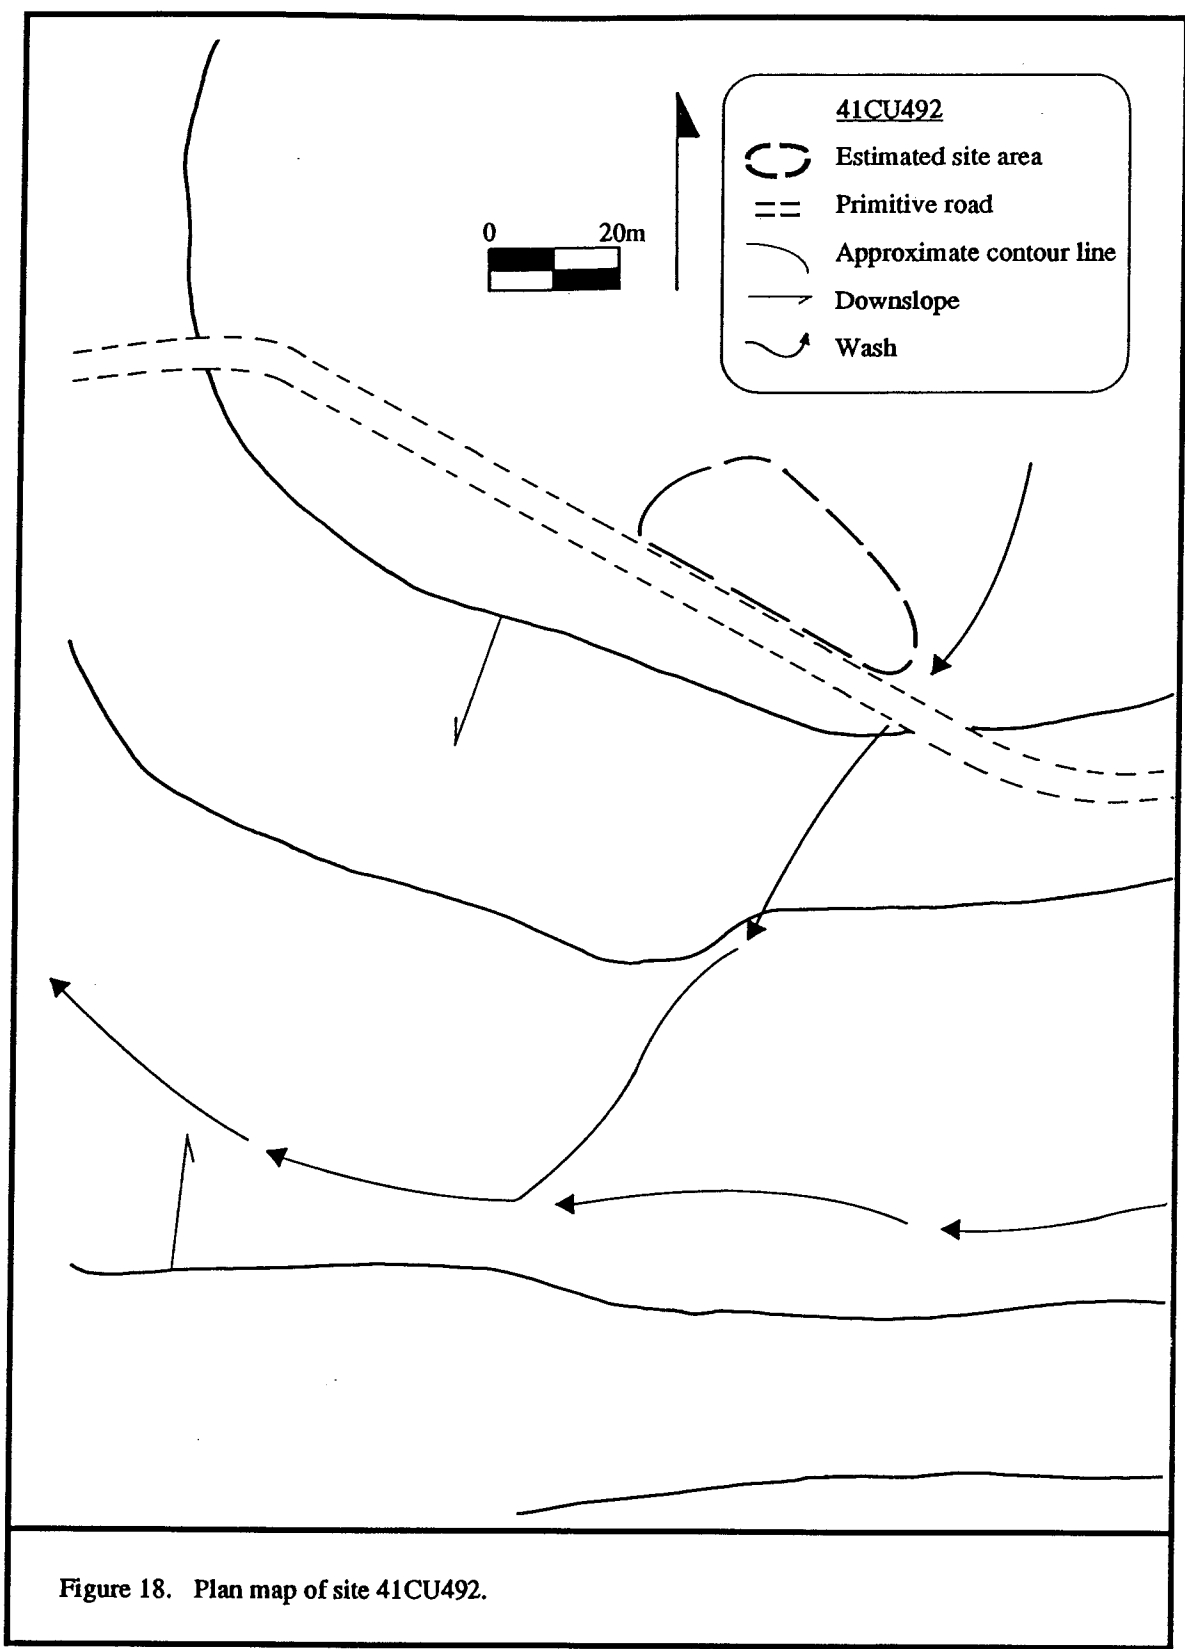 41CU492
Estimated site area
Primitive road
Approximate contour line
Downslope
Wash
0 20m
Figure 18. Plan map of site 41CU492.